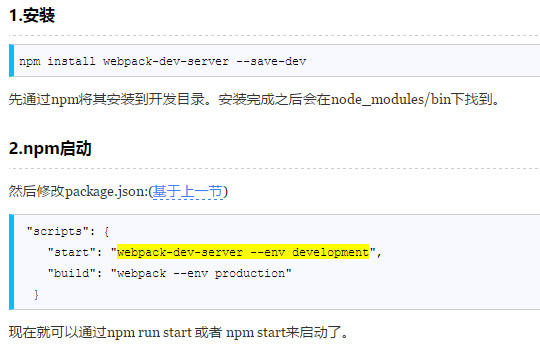 1.安装
npm install webpack-dev-server --save-dev
先通过npm将其安装到开发目录。安装完成之后会在node_modules/bin下找到。
2.npm启动
然后修改package.json:(基于上一节)
"scripts": {
"start": "webpack-dev-server --env development",
"build": "webpack --env production"
}
现在就可以通过npm run start 或者 npm start来启动了。